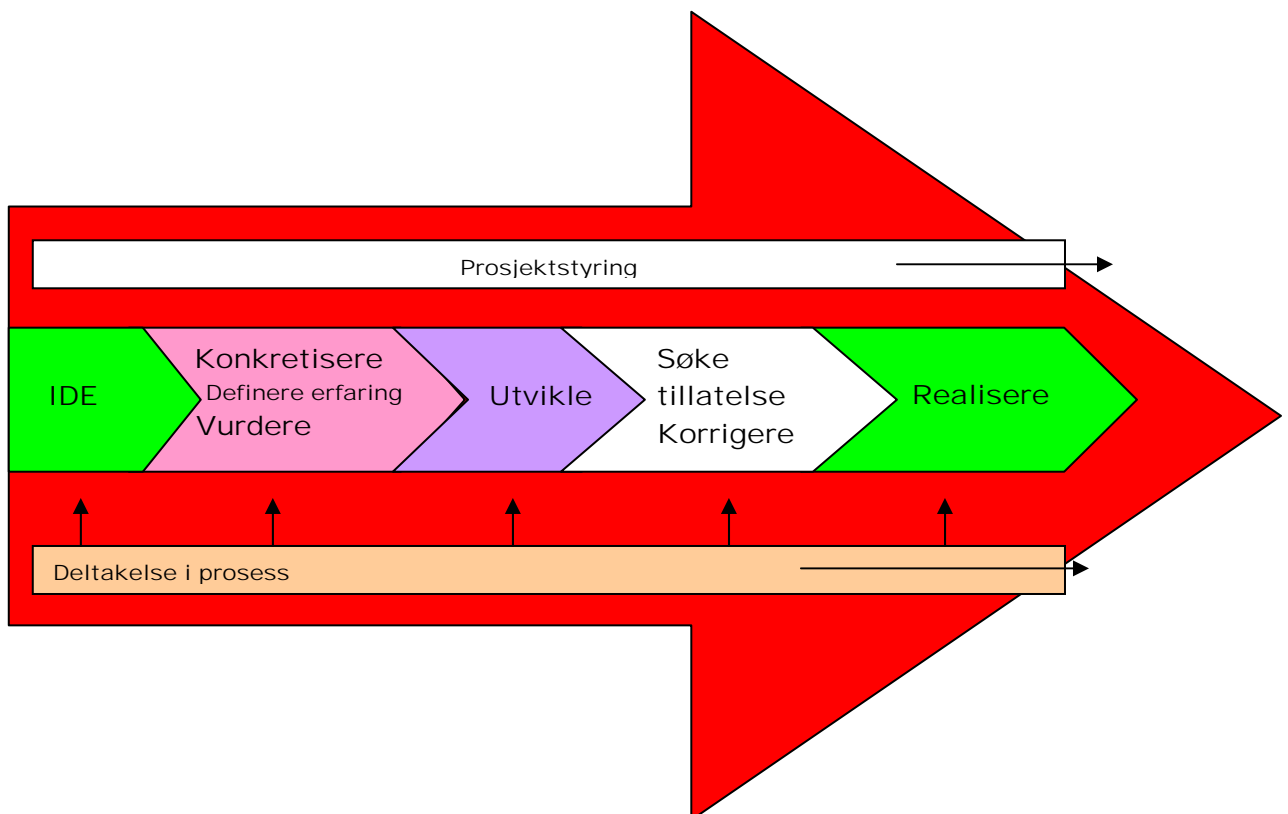 Prosjektstyring
IDE
Konkretisere
Definere erfaring
Vurdere
Utvikle
Søke
tillatelse
Korrigere
Realisere
Deltakelse i prosess